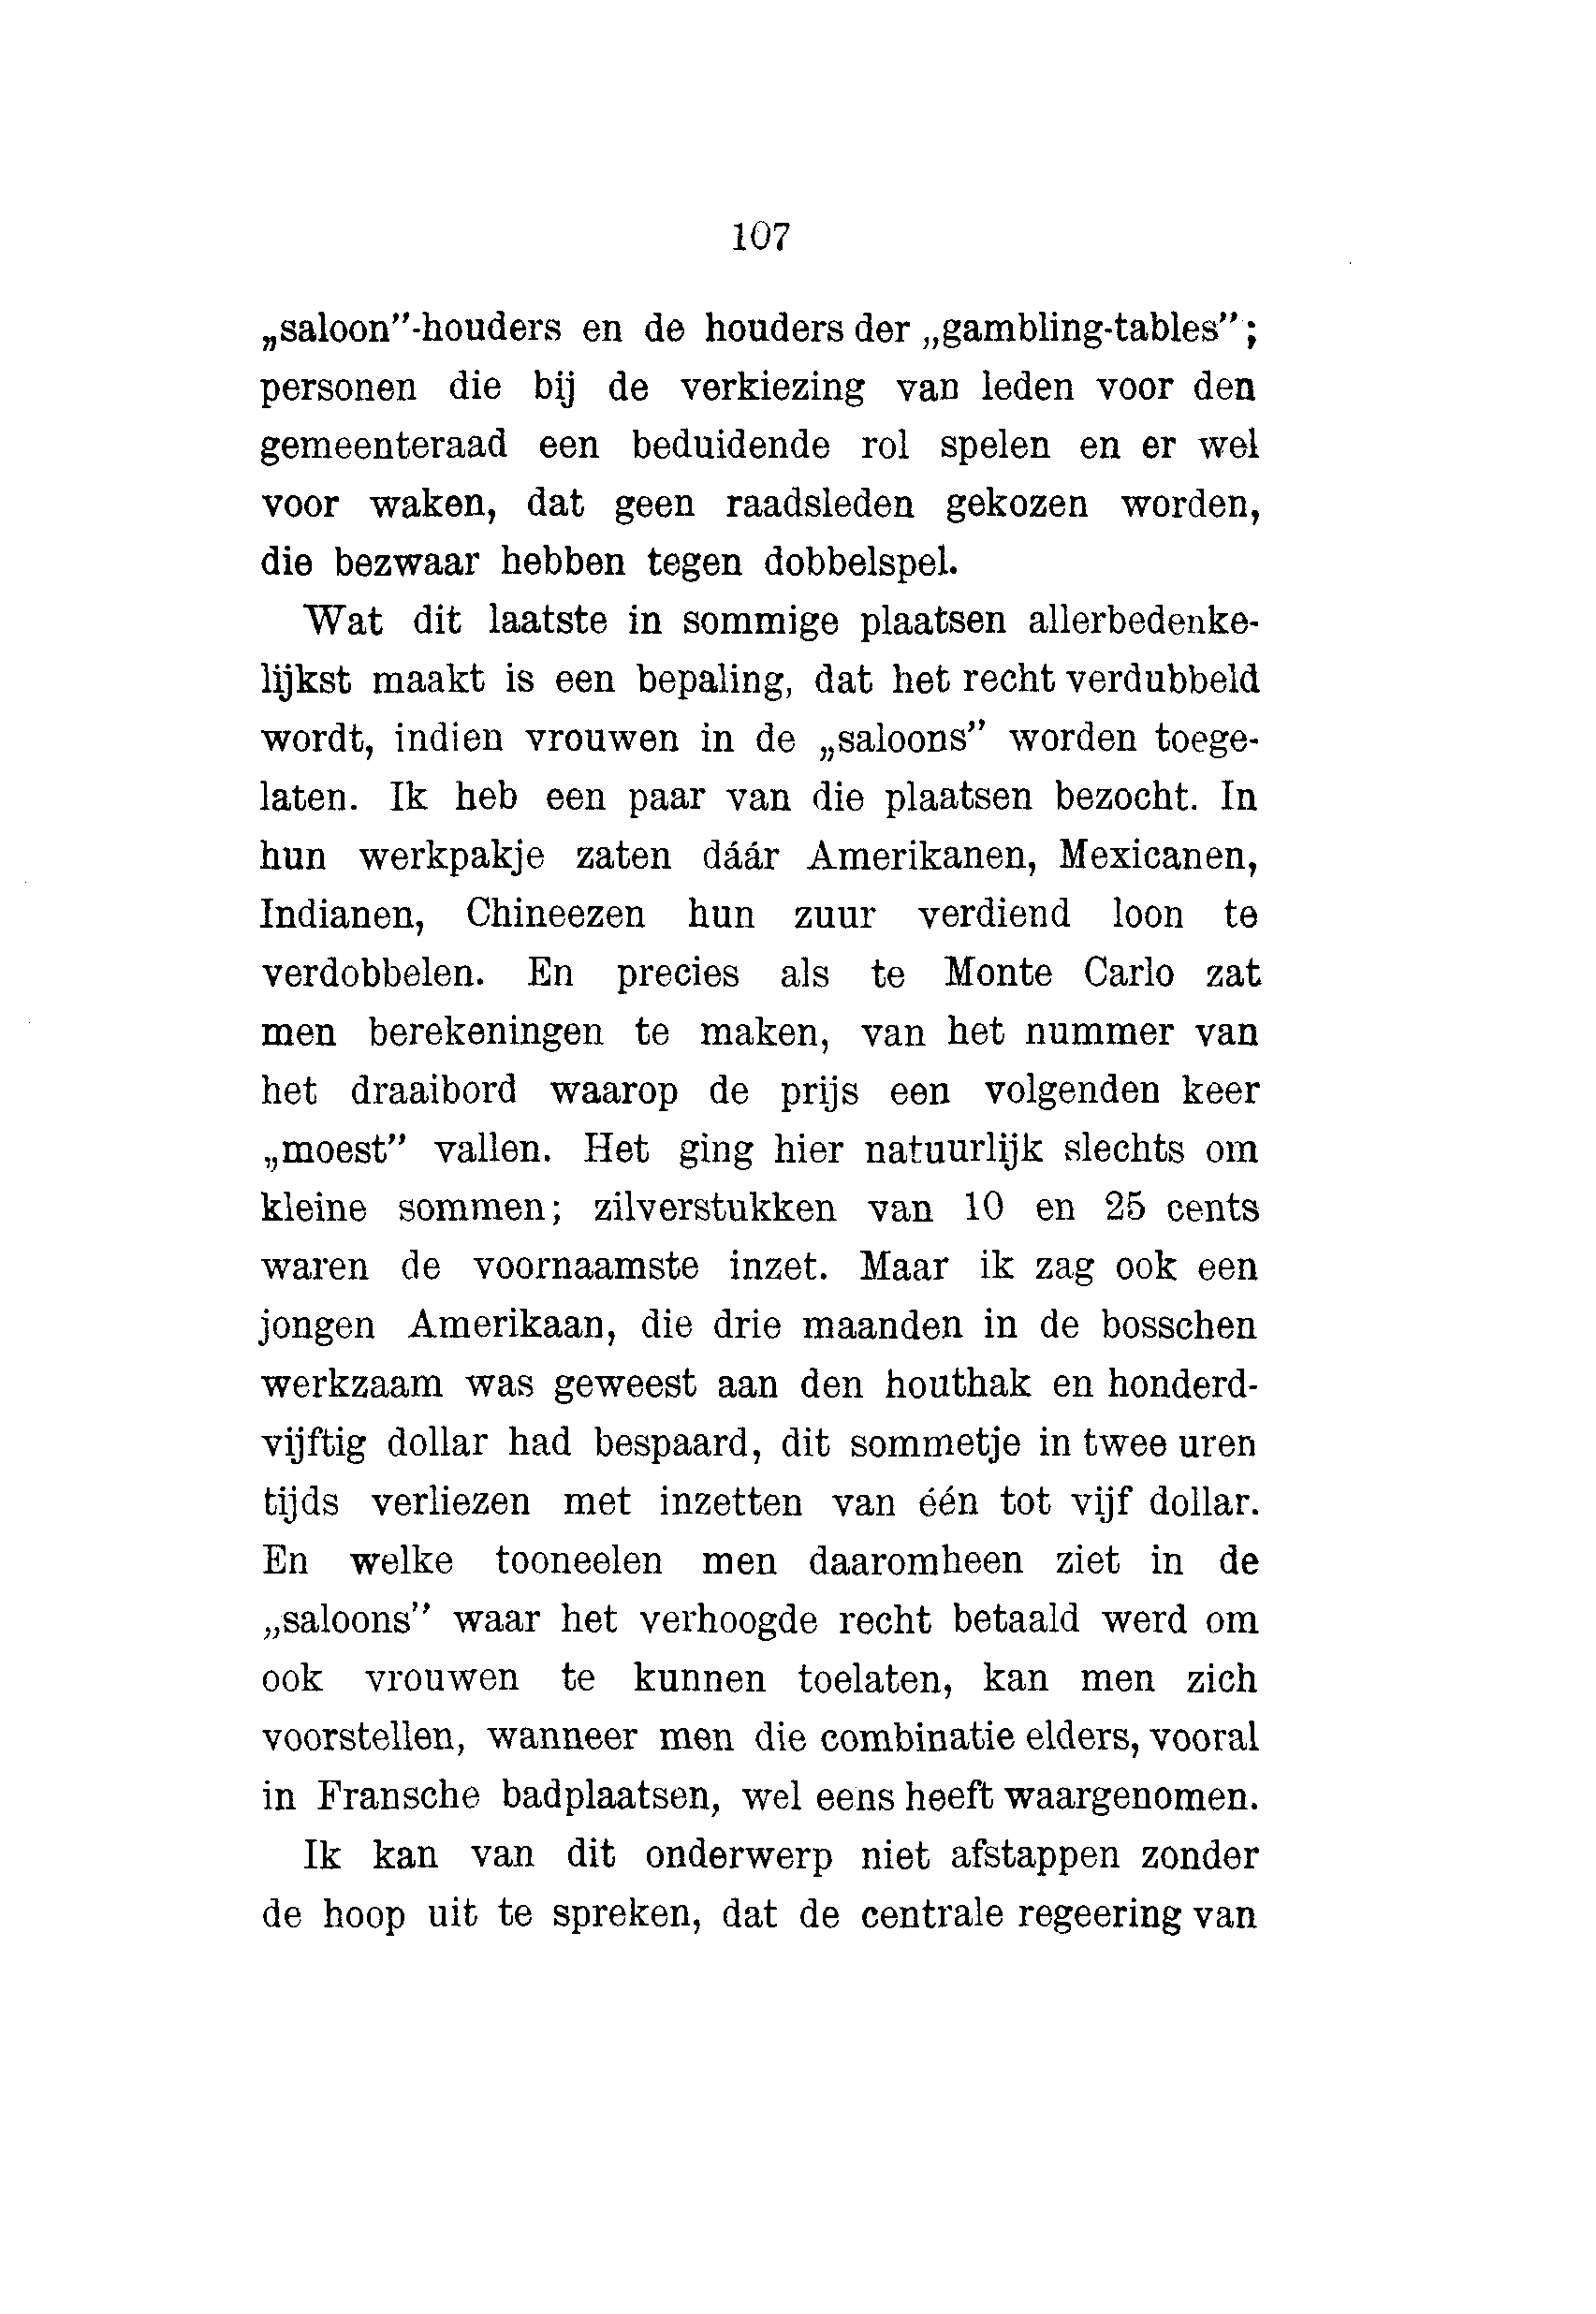 107
„saloon”-houders en de houders der „gambling-tables”;
personen die bij de verkiezing van leden voor den
gemeenteraad een beduidende rol spelen en er wel
voor waken, dat geen raadsleden gekozen worden,
die bezwaar hebben tegen dobbelspel.
Wat dit laatste in sommige plaatsen allerbedenke-
lijkst maakt is een bepaling, dat het recht verdubbeld
wordt, indien vrouwen in de „saloons” worden toege-
laten. Ik heb een paar van die plaatsen bezocht. In
hun werkpakje zaten dáár Amerikanen, Mexicanen,
Indianen, Chineezen hun zuur verdiend loon te
verdobbelen. En precies als te Monte Carlo zat
men berekeningen te maken, van het nummer van
het draaibord waarop de prijs een volgenden keer
„moest” vallen. Het ging hier natuurlijk slechts om
kleine sommen; zilverstukken van 10 en 25 cents
waren de voornaamste inzet. Maar ik zag ook een
jongen Amerikaan, die drie maanden in de bosschen
werkzaam was geweest aan den houthak en honderd-
vijftig dollar had bespaard, dit sommetje in twee uren
tijds verliezen met inzetten van één tot vijf dollar.
En welke tooneelen men daaromheen ziet in de
„saloons” waar het verhoogde recht betaald werd om
ook vrouwen te kunnen toelaten, kan men zich
voorstellen, wanneer men die combinatie elders, vooral
in Fransche badplaatsen, wel eens heeft waargenomen.
Ik kan van dit onderwerp niet afstappen zonder
de hoop uit te spreken, dat de centrale regeering van